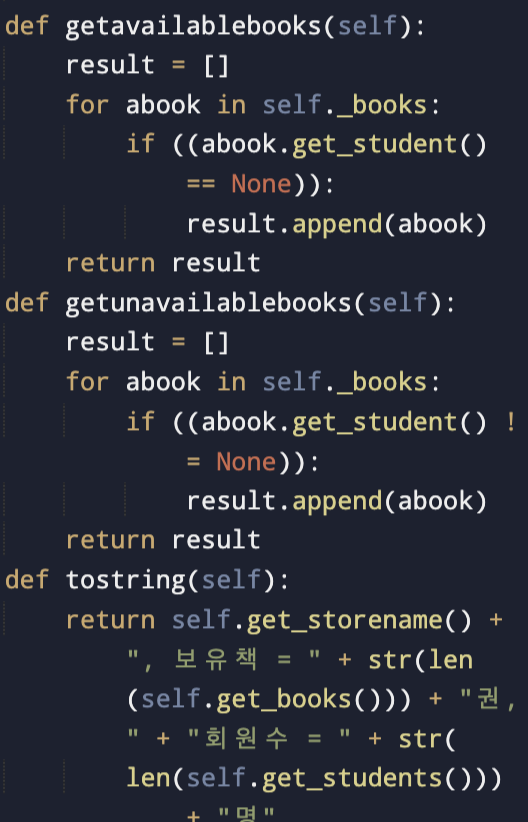 def getavailablebooks(self):
    result = []
    for abook in self._books:
        if ((abook.get_student()
            == None)):
            result.append(abook)
    return result
def getunavailablebooks(self):
    result = []
    for abook in self._books:
        if ((abook.get_student() !
            = None)):
            result.append(abook)
    return result
def tostring(self):
    return self.get_storename() +
        ", 보유책 = " + str(len
        (self.get_books())) + "권,
        " + "회원수 = " + str(
        len(self.get_students()))
            + "명"